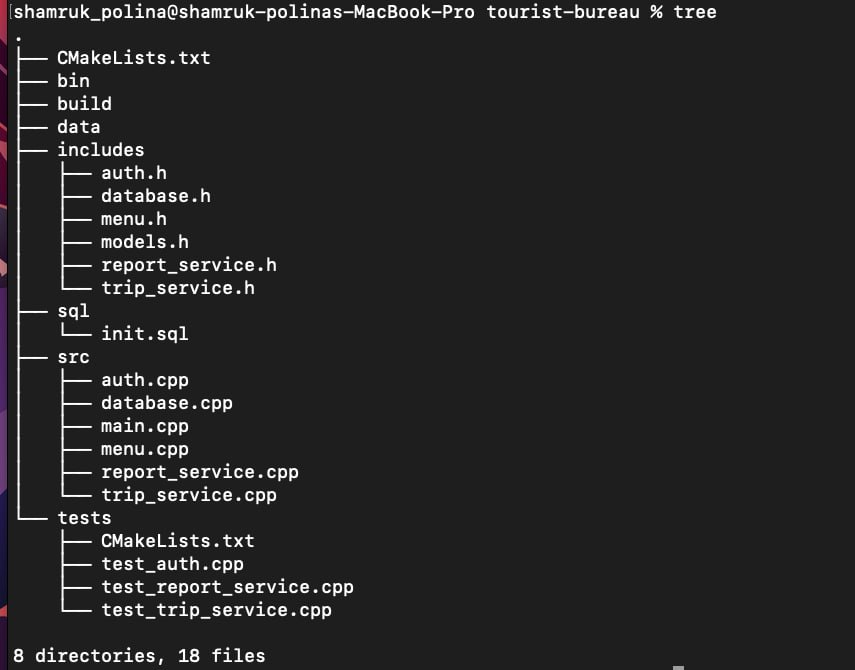 [shamruk_polina@shamruk-polinas-MacBook-Pro tourist-bureau % tree
.
├── CMakeLists.txt
├── bin
├── build
├── data
├── includes
│   ├── auth.h
│   ├── database.h
│   ├── menu.h
│   ├── models.h
│   ├── report_service.h
│   └── trip_service.h
├── sql
│   └── init.sql
├── src
│   ├── auth.cpp
│   ├── database.cpp
│   ├── main.cpp
│   ├── menu.cpp
│   ├── report_service.cpp
│   └── trip_service.cpp
└── tests
    ├── CMakeLists.txt
    ├── test_auth.cpp
    ├── test_report_service.cpp
    └── test_trip_service.cpp

8 directories, 18 files